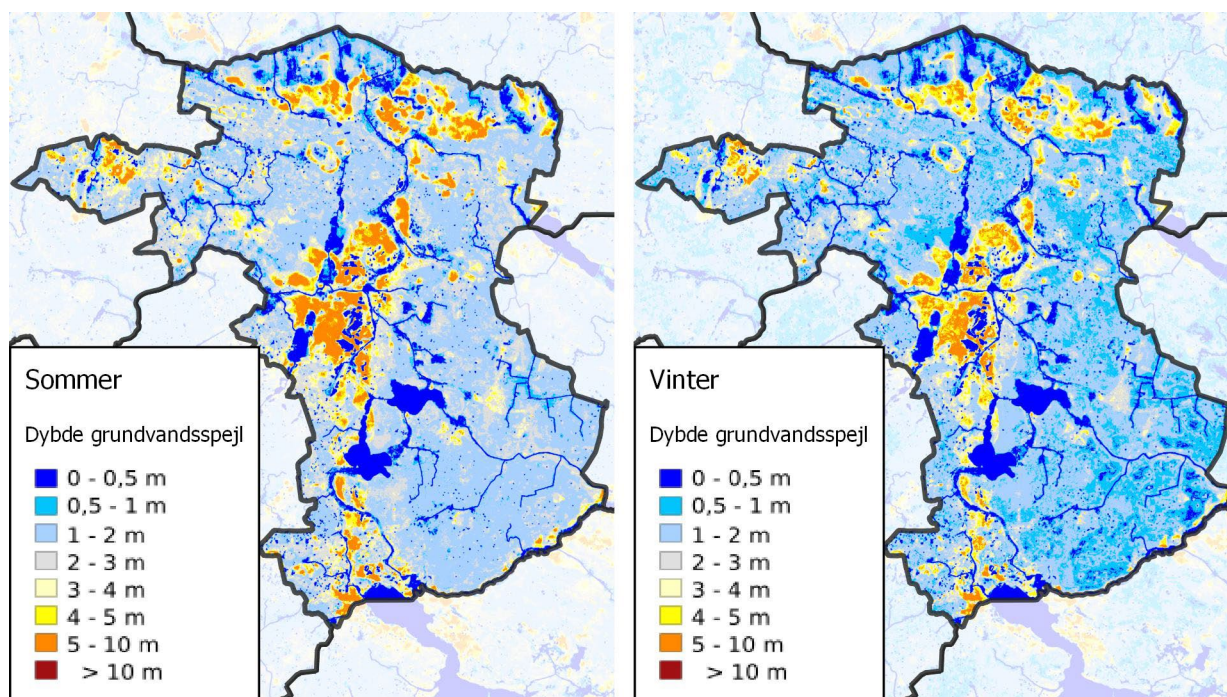 Sommer
Dybde grundvandsspejl
0 - 0,5 m
0,5 - 1 m
1 - 2 m
2 - 3 m
3 - 4 m
4 - 5 m
5 - 10 m
> 10 m
Vinter
Dybde grundvandsspejl
0 - 0,5 m
0,5 - 1 m
1 - 2 m
2 - 3 m
3 - 4 m
4 - 5 m
5 - 10 m
> 10 m